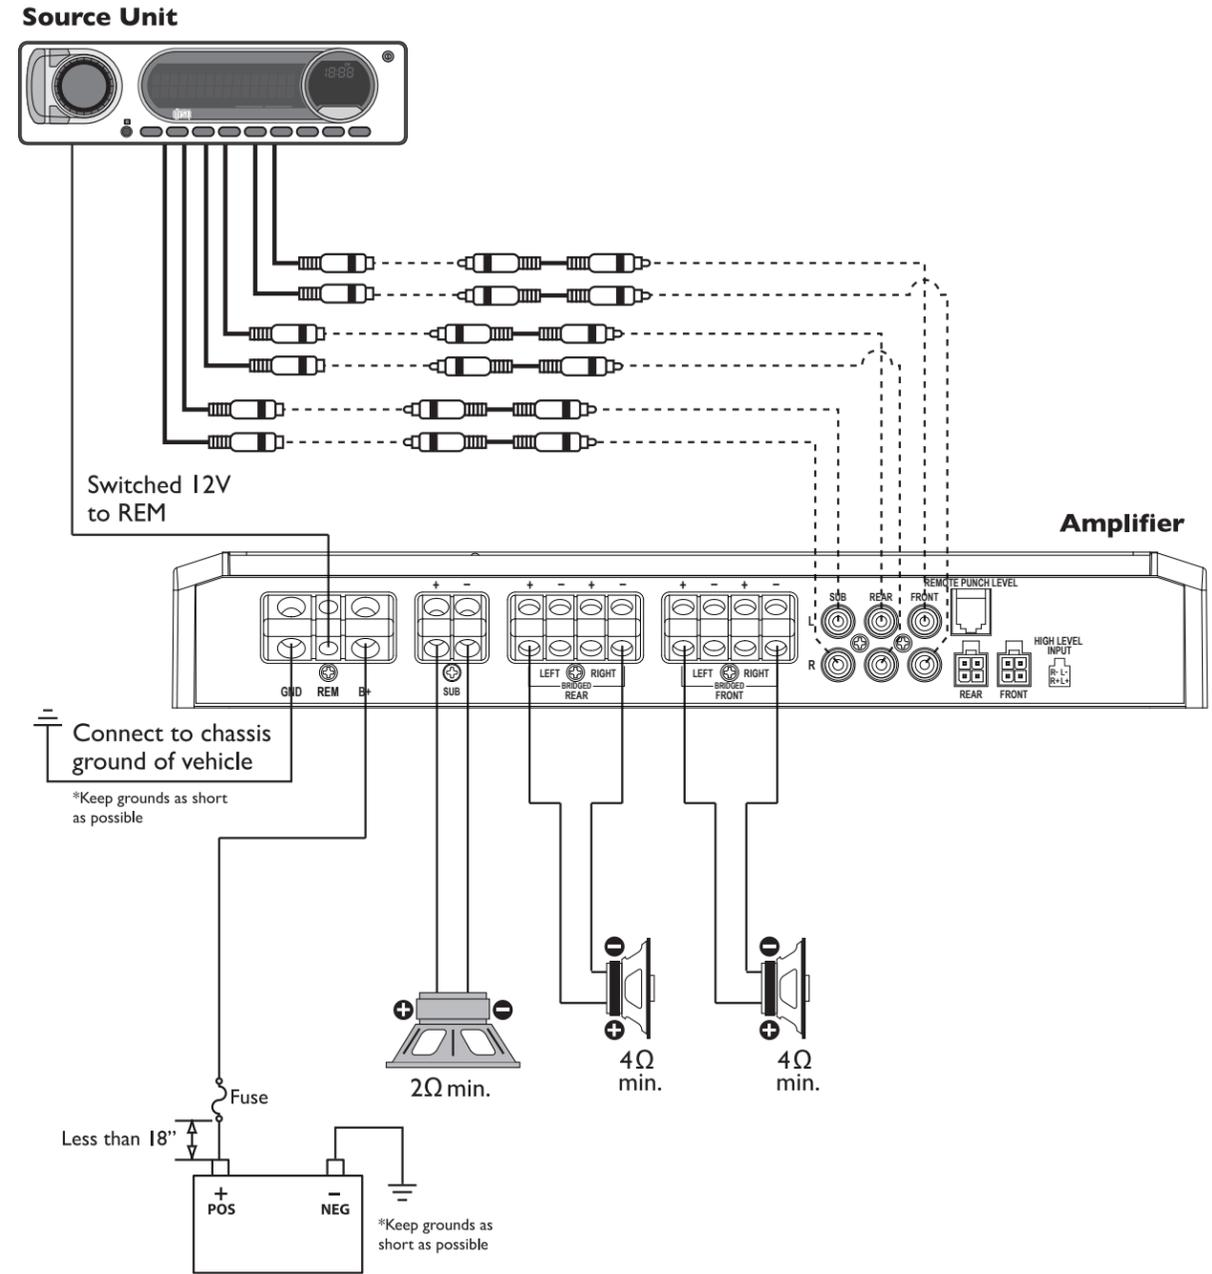 Source Unit
18:88
Switched 12V
to REM
Amplifier
REMOTE PUNCH LEVEL
+ − + − + − + − + −
SUB REAR FRONT
L
HIGH LEVEL
INPUT
R
R- L-
R+L+
LEFT RIGHT
LEFT RIGHT
BRIDGED
REAR
BRIDGED
FRONT
GND REM B+
SUB
REAR FRONT
Connect to chassis
ground of vehicle
*Keep grounds as short
as possible
− −
+ −
+ +
4Ω
min.
4Ω
min.
2Ω min.
Fuse
Less than 18”
+ −
POS NEG
*Keep grounds as
short as possible